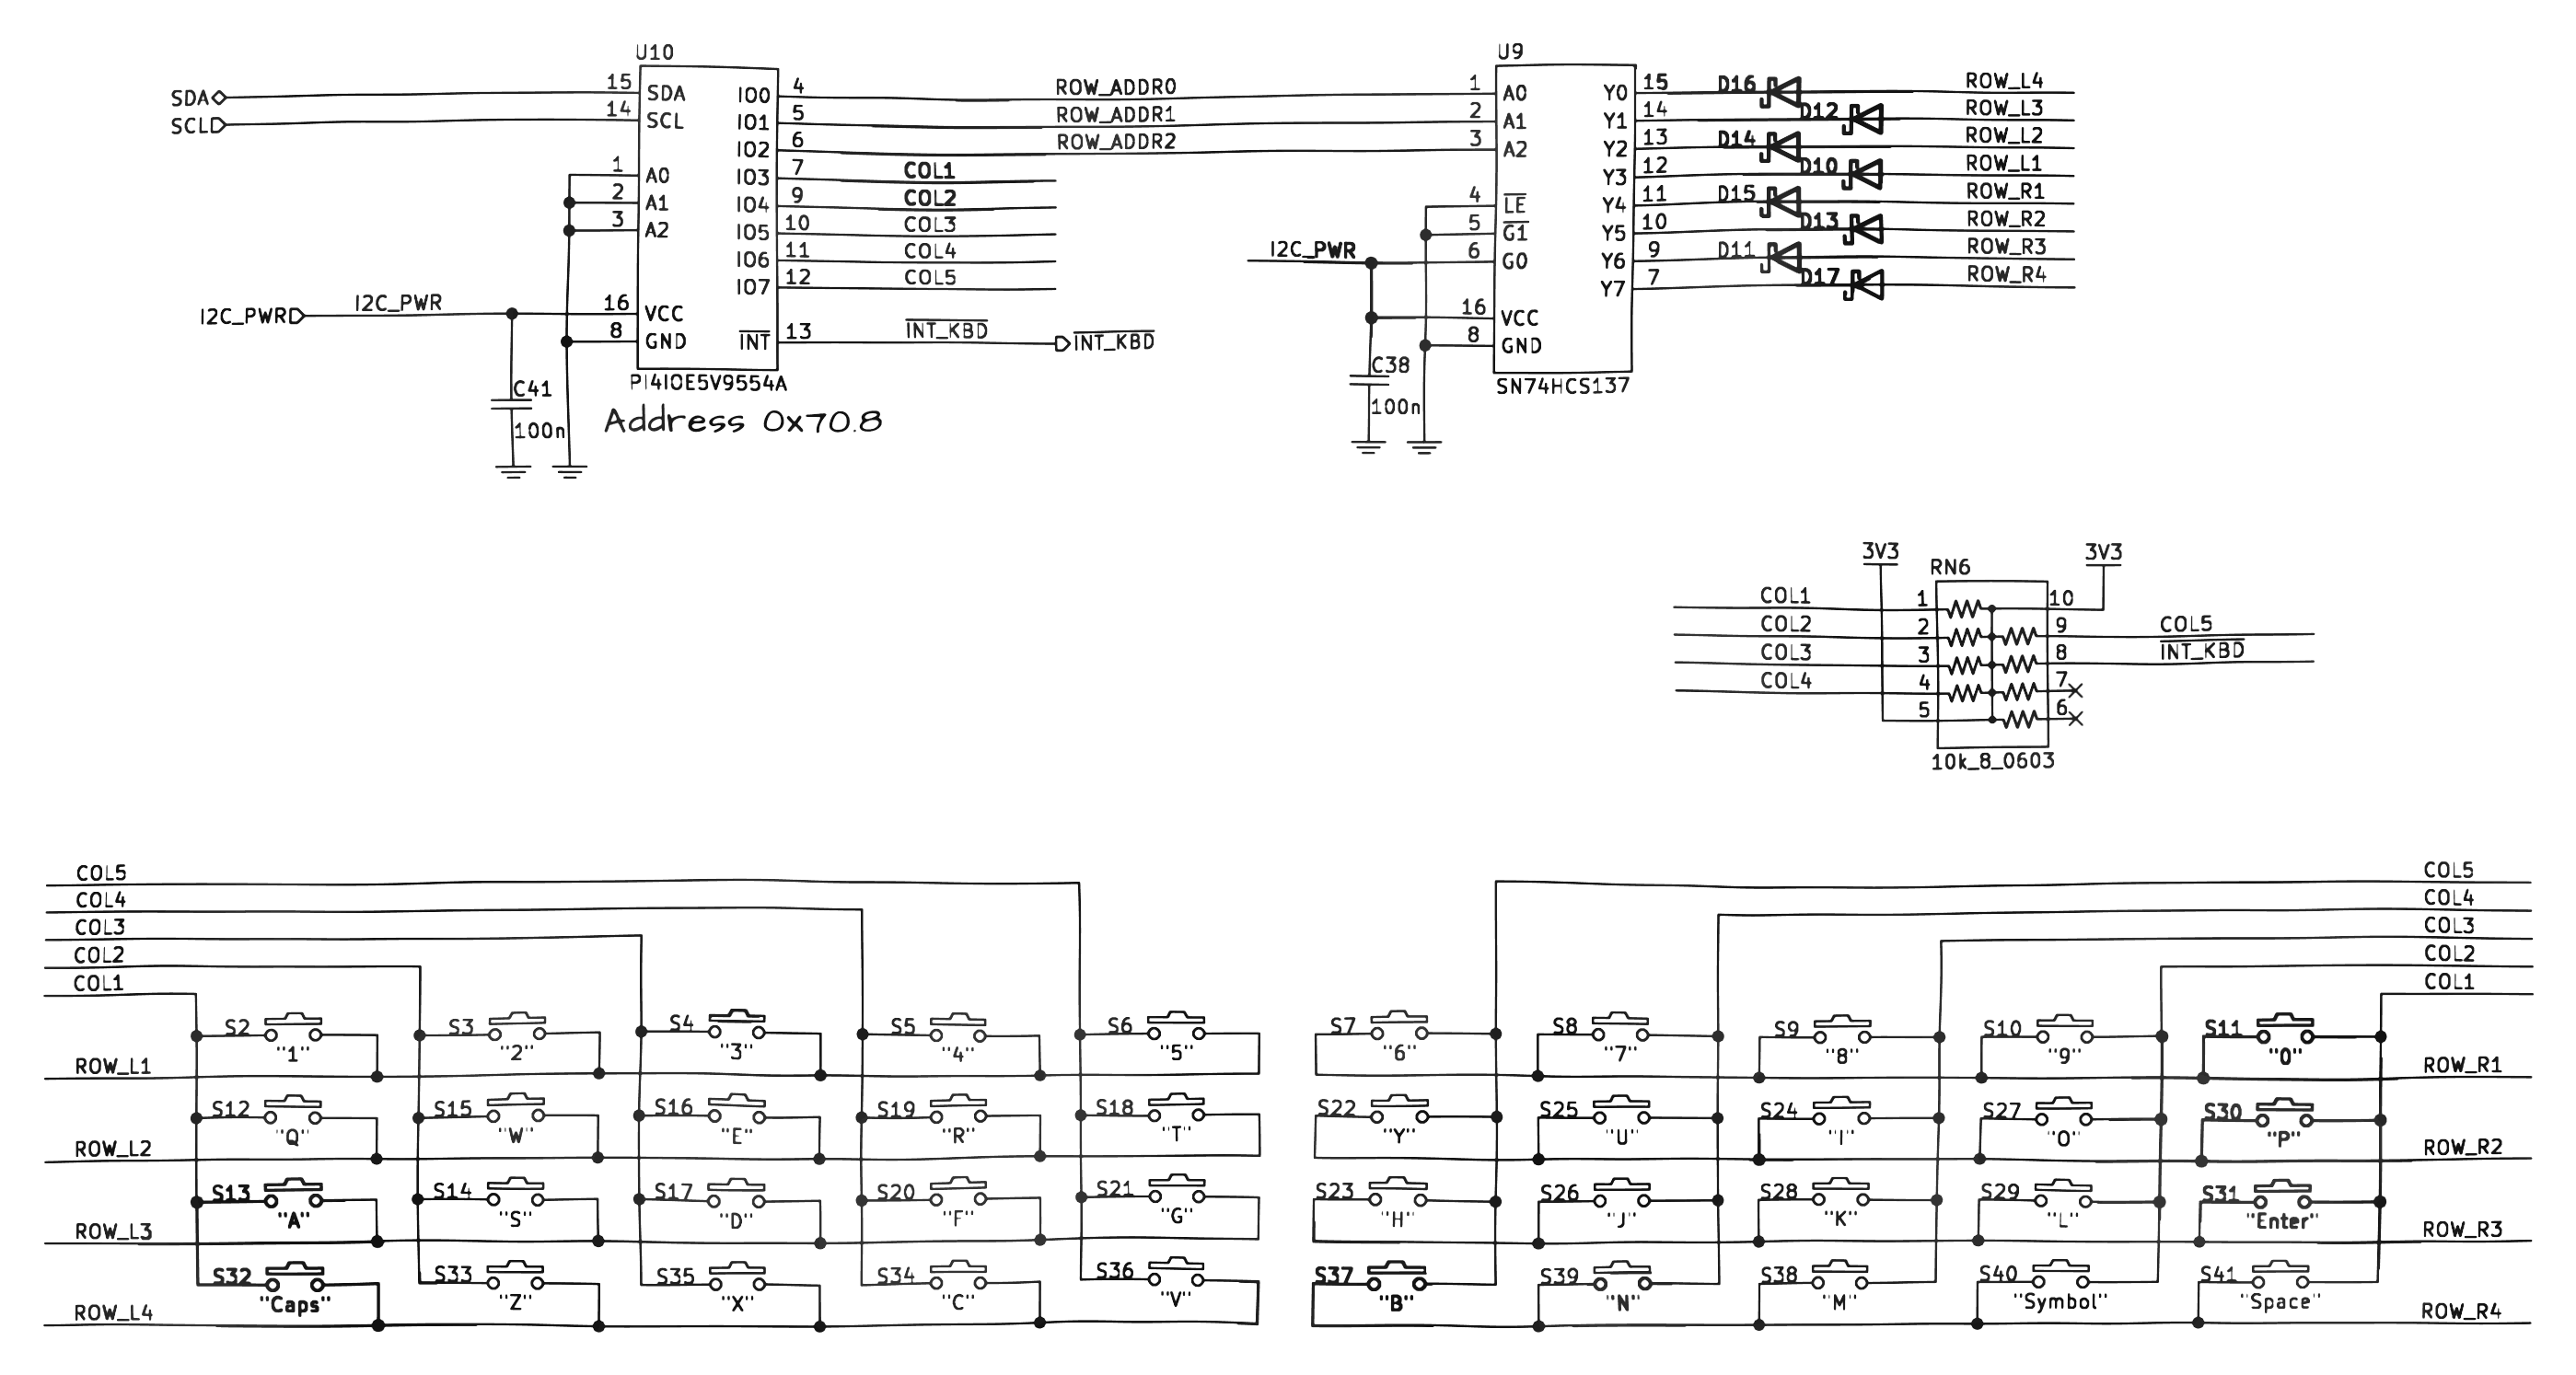 U10
SDA
SCL
15
14
SDA
SCL
1
2
3
A0
A1
A2
I2C_PWR
I2C_PWR
16
8
VCC
GND
IO0
IO1
IO2
IO3
IO4
IO5
IO6
IO7
INT
4
5
6
7
9
10
11
12
13
ROW_ADDR0
ROW_ADDR1
ROW_ADDR2
COL1
COL2
COL3
COL4
COL5
INT_KBD
INT_KBD
C41
100n
PI4IOE5V9554A
Address 0x70.8
U9
1
2
3
A0
A1
A2
4
5
6
LE
G1
G0
I2C_PWR
16
8
VCC
GND
C38
100n
SN74HCS137
Y0
Y1
Y2
Y3
Y4
Y5
Y6
Y7
15
14
13
12
11
10
9
7
D16
D12
D14
D10
D15
D13
D11
D17
ROW_L4
ROW_L3
ROW_L2
ROW_L1
ROW_R1
ROW_R2
ROW_R3
ROW_R4
3V3
3V3
RN6
COL1
COL2
COL3
COL4
1
2
3
4
5
10
9
8
7
6
COL5
INT_KBD
10k_8_0603
COL5
COL4
COL3
COL2
COL1
COL5
COL4
COL3
COL2
COL1
S2 S3 S4 S5 S6 S7 S8 S9 S10 S11
"1" "2" "3" "4" "5" "6" "7" "8" "9" "0"
ROW_L1 ROW_R1
S12 S15 S16 S19 S18 S22 S25 S24 S27 S30
"Q" "W" "E" "R" "T" "Y" "U" "I" "O" "P"
ROW_L2 ROW_R2
S13 S14 S17 S20 S21 S23 S26 S28 S29 S31
"A" "S" "D" "F" "G" "H" "J" "K" "L" "Enter"
ROW_L3 ROW_R3
S32 S33 S35 S34 S36 S37 S39 S38 S40 S41
"Caps" "Z" "X" "C" "V" "B" "N" "M" "Symbol" "Space"
ROW_L4 ROW_R4